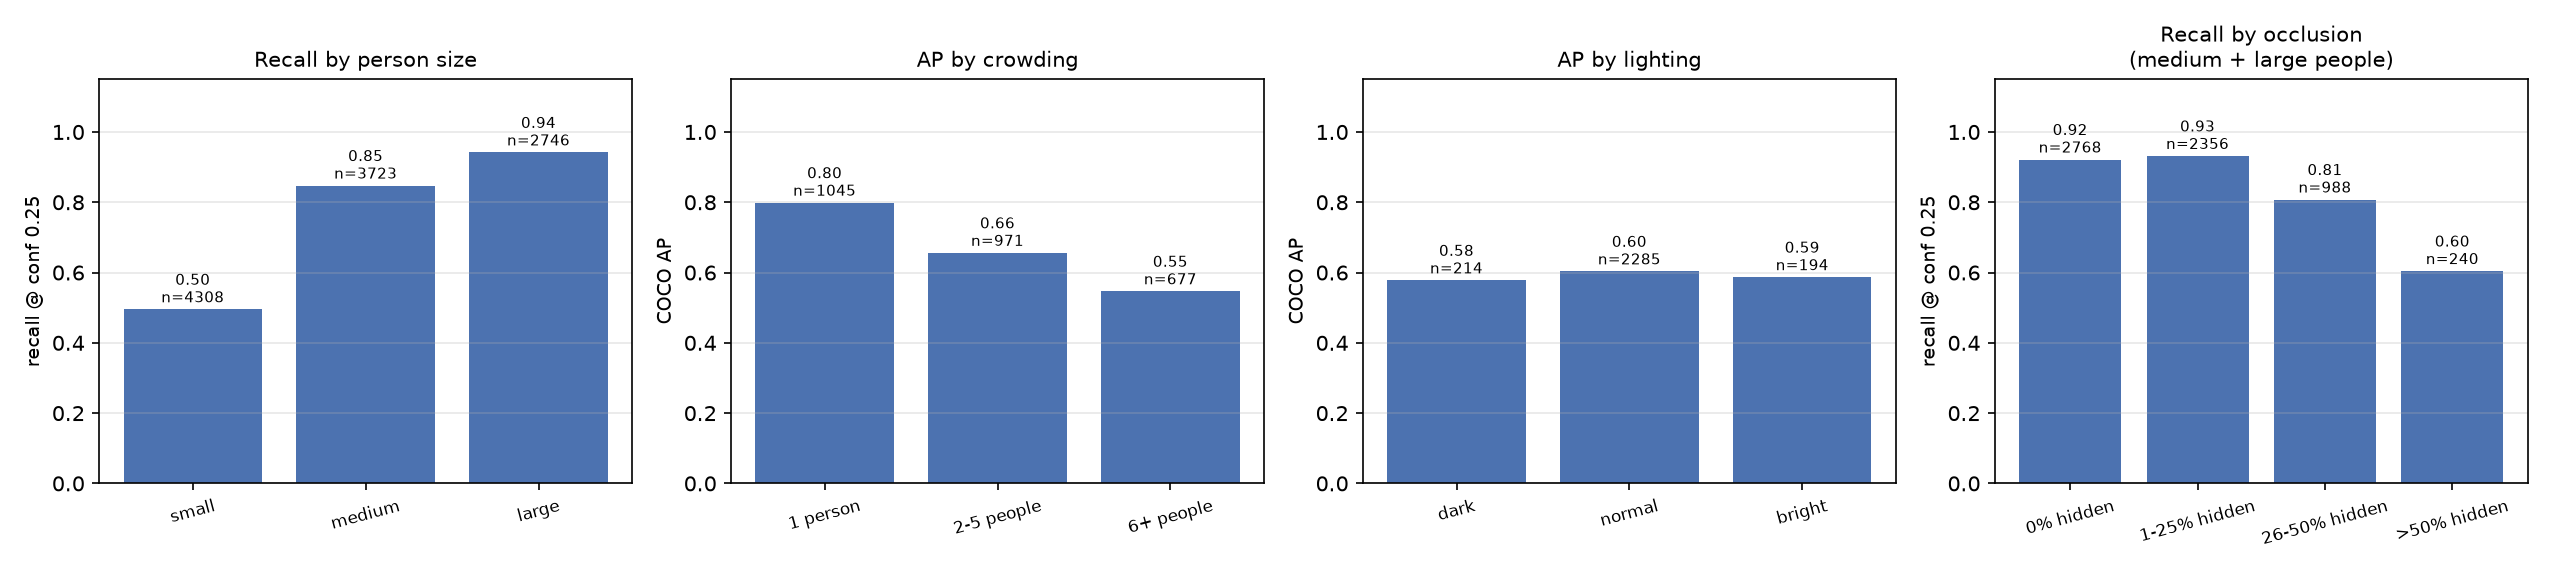 Recall by person size
recall @ conf 0.25
1.0
0.8
0.6
0.4
0.2
0.0
0.50
n=4308
0.85
n=3723
0.94
n=2746
small
medium
large
AP by crowding
COCO AP
1.0
0.8
0.6
0.4
0.2
0.0
0.80
n=1045
0.66
n=971
0.55
n=677
1 person
2-5 people
6+ people
AP by lighting
COCO AP
1.0
0.8
0.6
0.4
0.2
0.0
0.58
n=214
0.60
n=2285
0.59
n=194
dark
normal
bright
Recall by occlusion
(medium + large people)
recall @ conf 0.25
1.0
0.8
0.6
0.4
0.2
0.0
0.92
n=2768
0.93
n=2356
0.81
n=988
0.60
n=240
0% hidden
1-25% hidden
26-50% hidden
>50% hidden